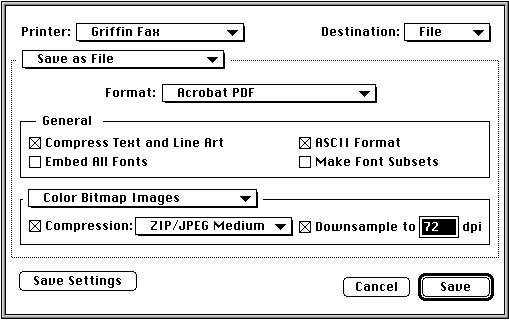 Printer: Griffin Fax Destination: File
Save as File
Format: Acrobat PDF
General
Compress Text and Line Art ASCII Format
Embed All Fonts Make Font Subsets
Color Bitmap Images
Compression: ZIP/JPEG Medium Downsample to 72 dpi
Save Settings Cancel Save